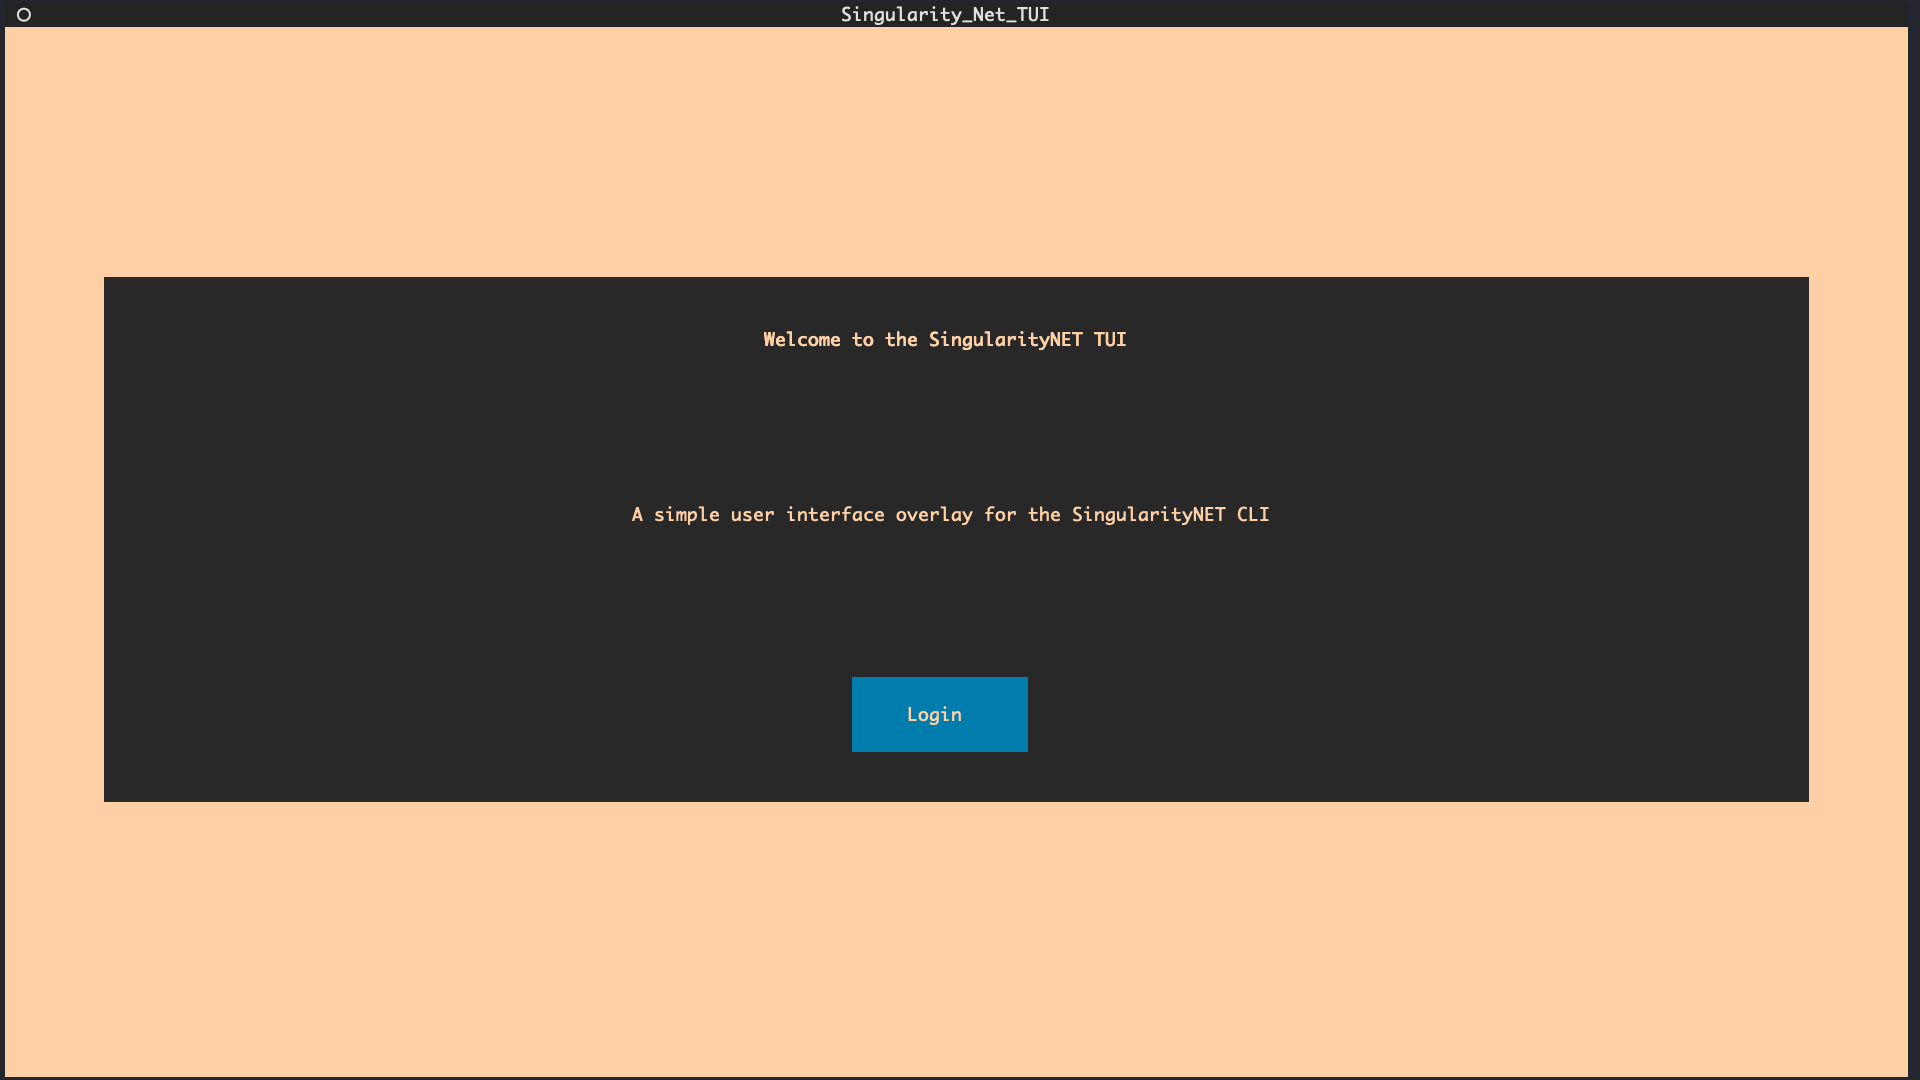 Singularity_Net_TUI
Welcome to the SingularityNET TUI
A simple user interface overlay for the SingularityNET CLI
Login